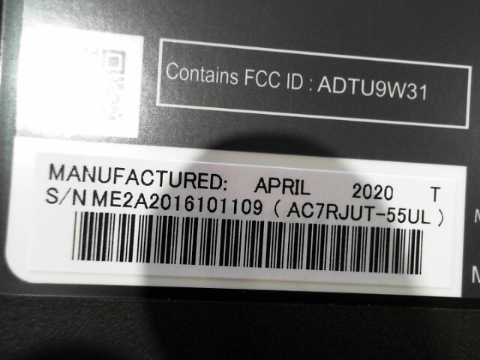 Contains FCC ID : ADTU9W31
MANUFACTURED: APRIL 2020 T
S/N ME2A2016101109 ( AC7RJUT-55UL )
M
M